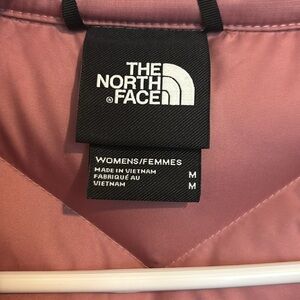 THE
NORTH
®FACE
WOMENS/FEMMES
MADE IN VIETNAM M
FABRIQUÉ AU
VIETNAM M